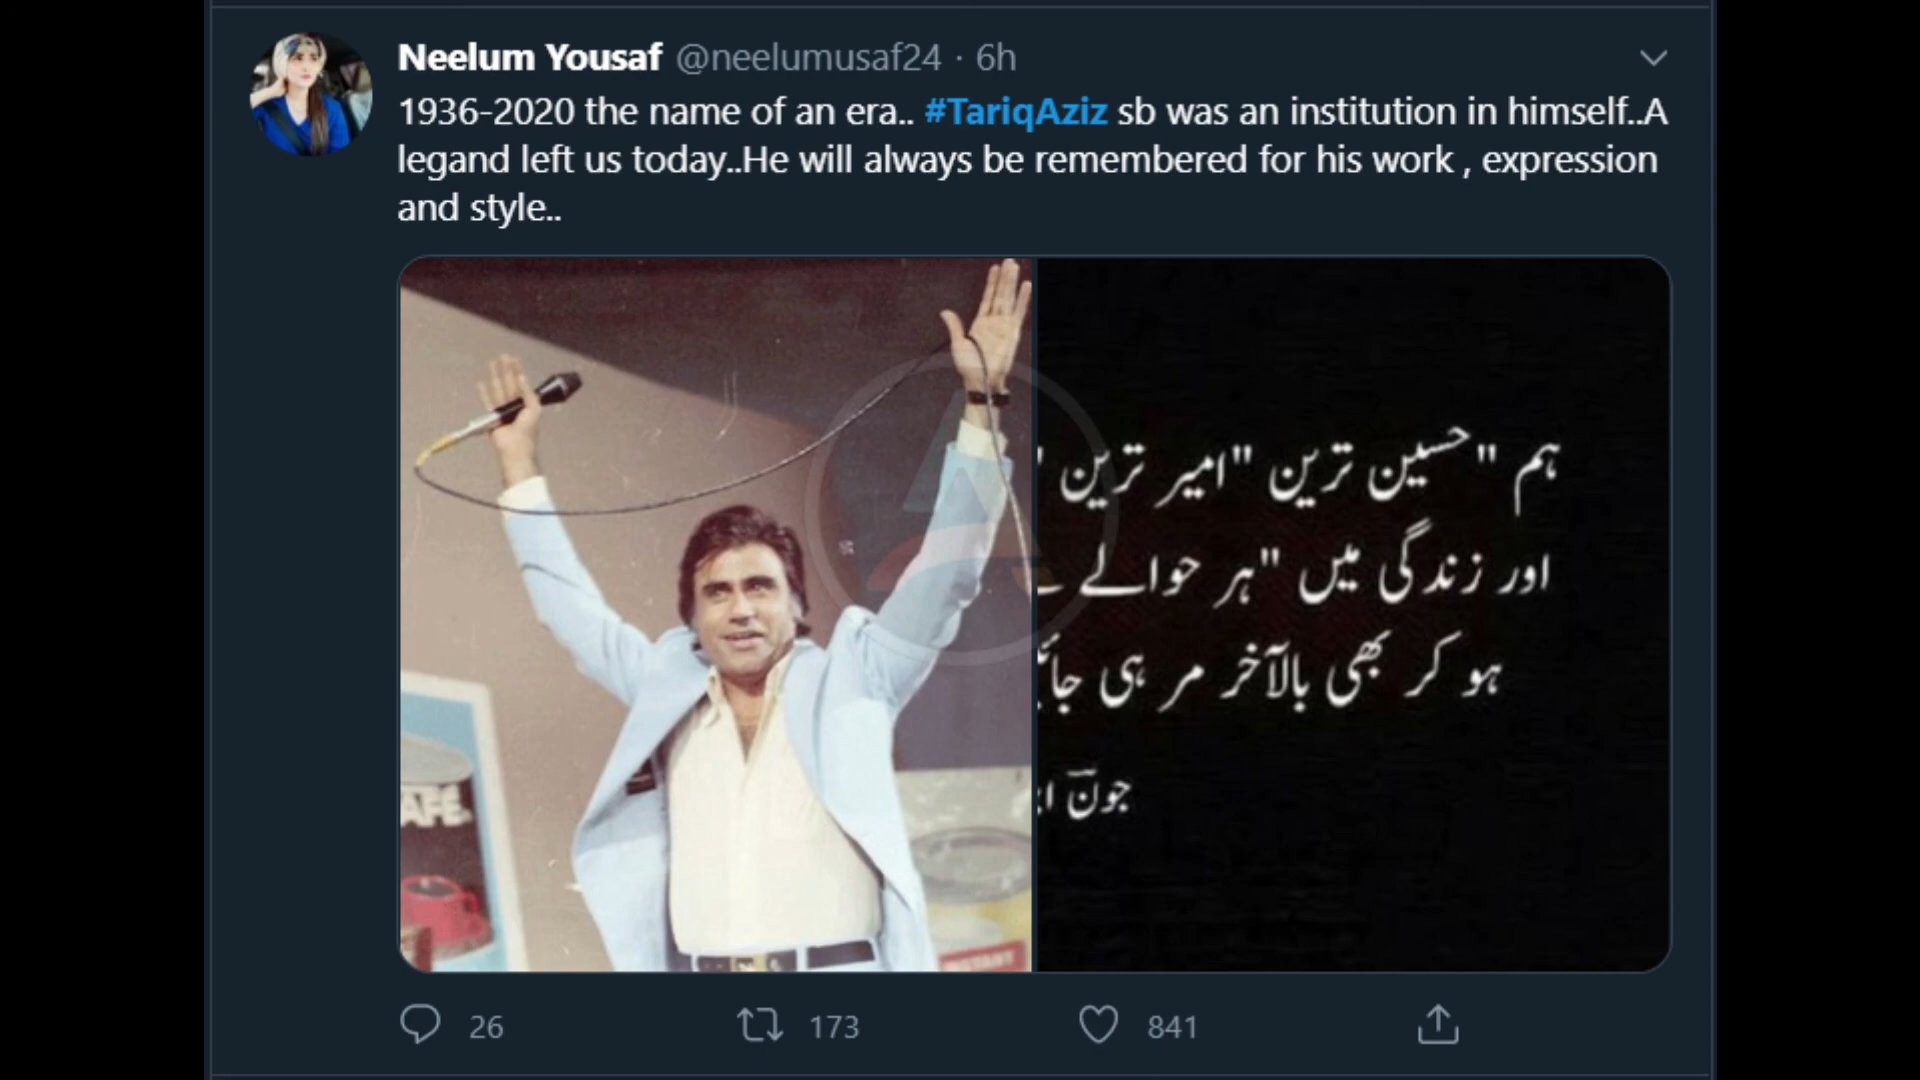 Neelum Yousaf @neelumusaf24 · 6h
1936-2020 the name of an era.. #TariqAziz sb was an institution in himself..A
legand left us today..He will always be remembered for his work , expression
and style..
ہم "حسین ترین "امیر ترین "
اور زندگی میں "ہر حوالے
ہو کر بھی بالآخر مر ہی
جونؔ
26 173 841